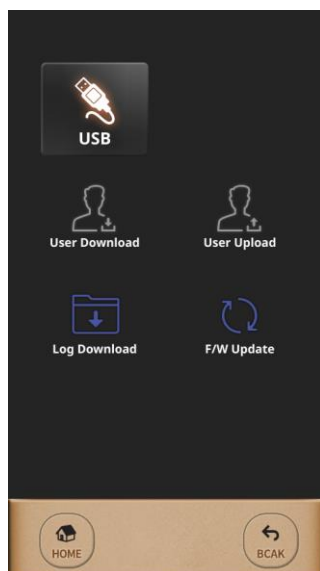 USB
User Download
User Upload
Log Download
F/W Update
HOME
BCAK